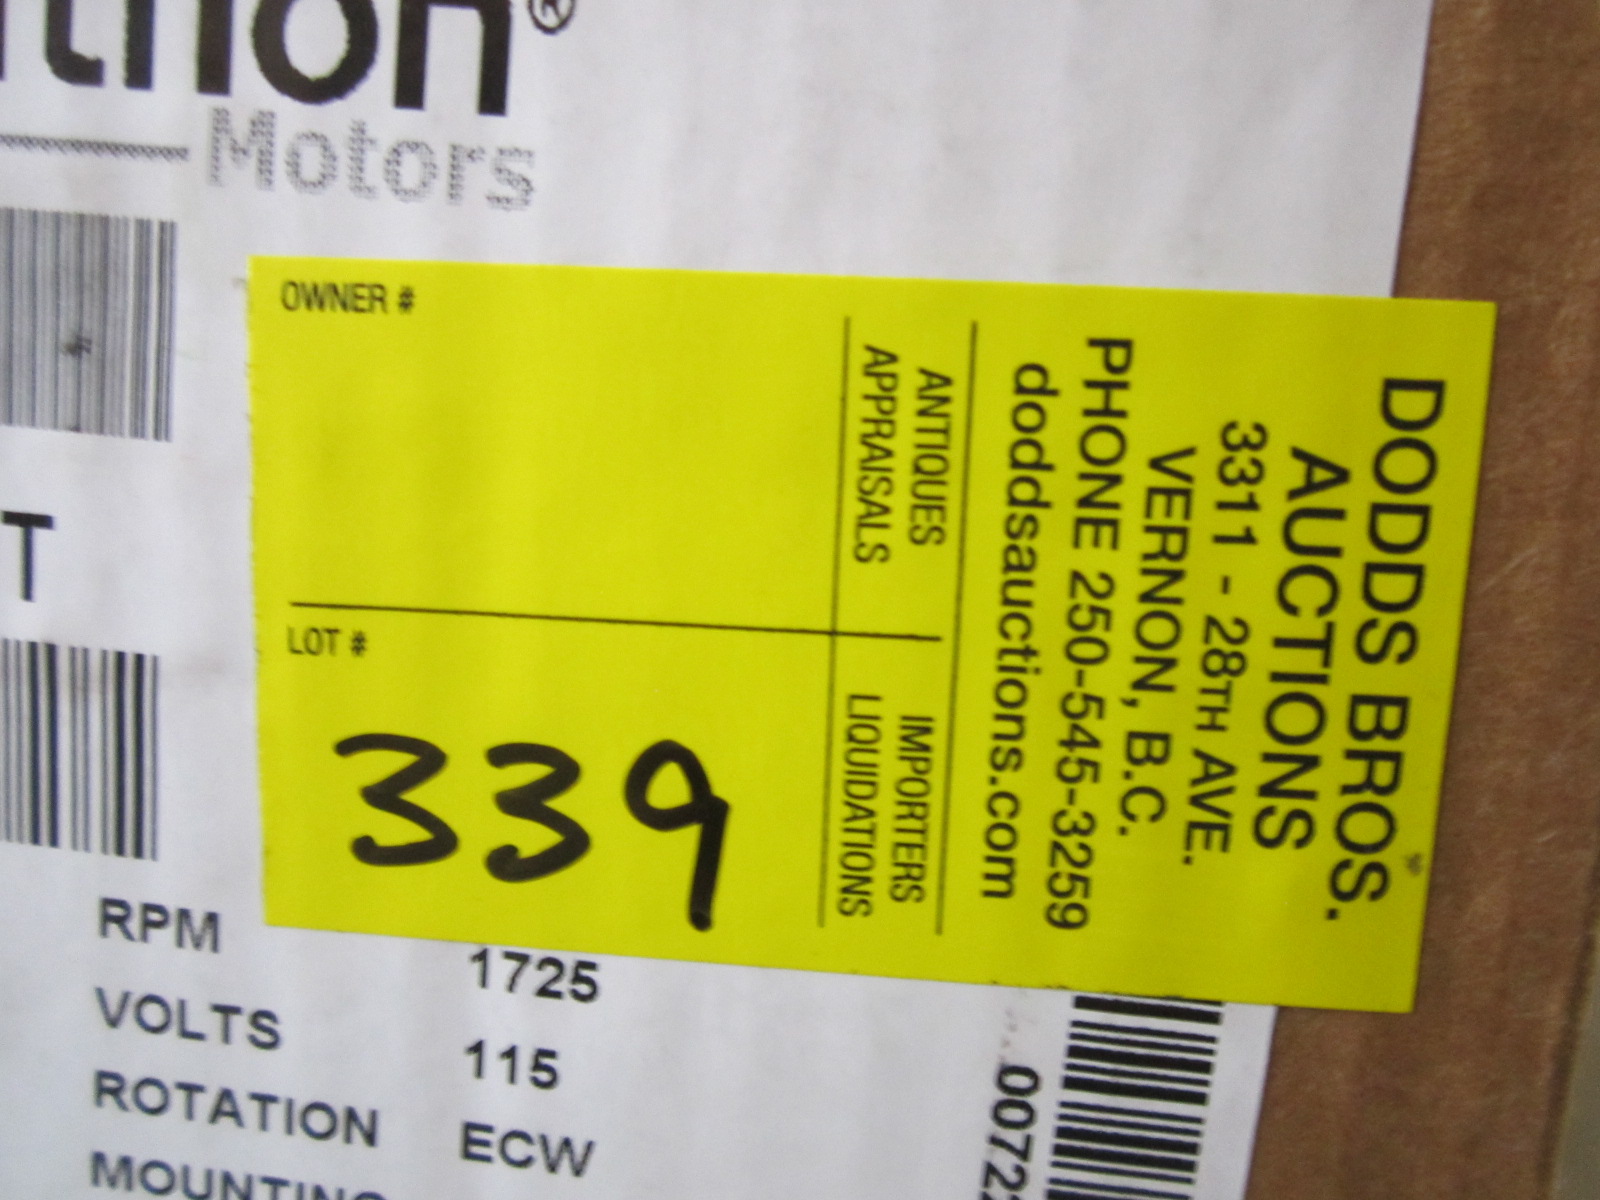 Motors
T
OWNER #
LOT #
339
ANTIQUES
APPRAISALS
IMPORTERS
LIQUIDATIONS
DODDS BROS.
AUCTIONS
3311 - 28TH AVE.
VERNON, B.C.
PHONE 250-545-3259
doddsauctions.com
RPM 1725
VOLTS 115
ROTATION ECW
MOUNTING